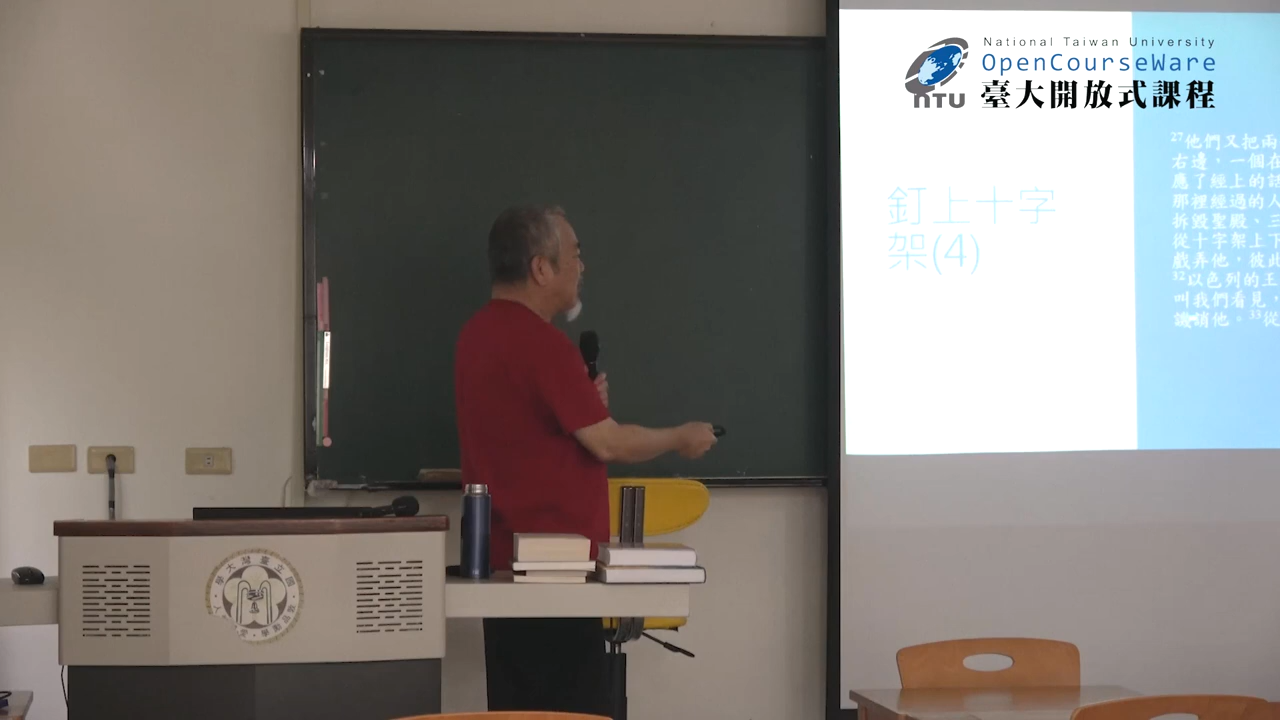 National Taiwan University
OpenCourseWare
NTU
臺大開放式課程
釘上十字
架(4)
27他們又把兩
右邊，一個在
應了經上的話
那裡經過的人
拆毀聖殿、三
從十字架上下
戲弄他，彼此
32以色列的王
叫我們看見，
譏誚他。33從